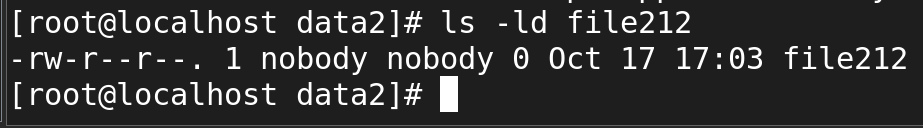 [root@localhost data2]# ls -ld file212
-rw-r--r--. 1 nobody nobody 0 Oct 17 17:03 file212
[root@localhost data2]#